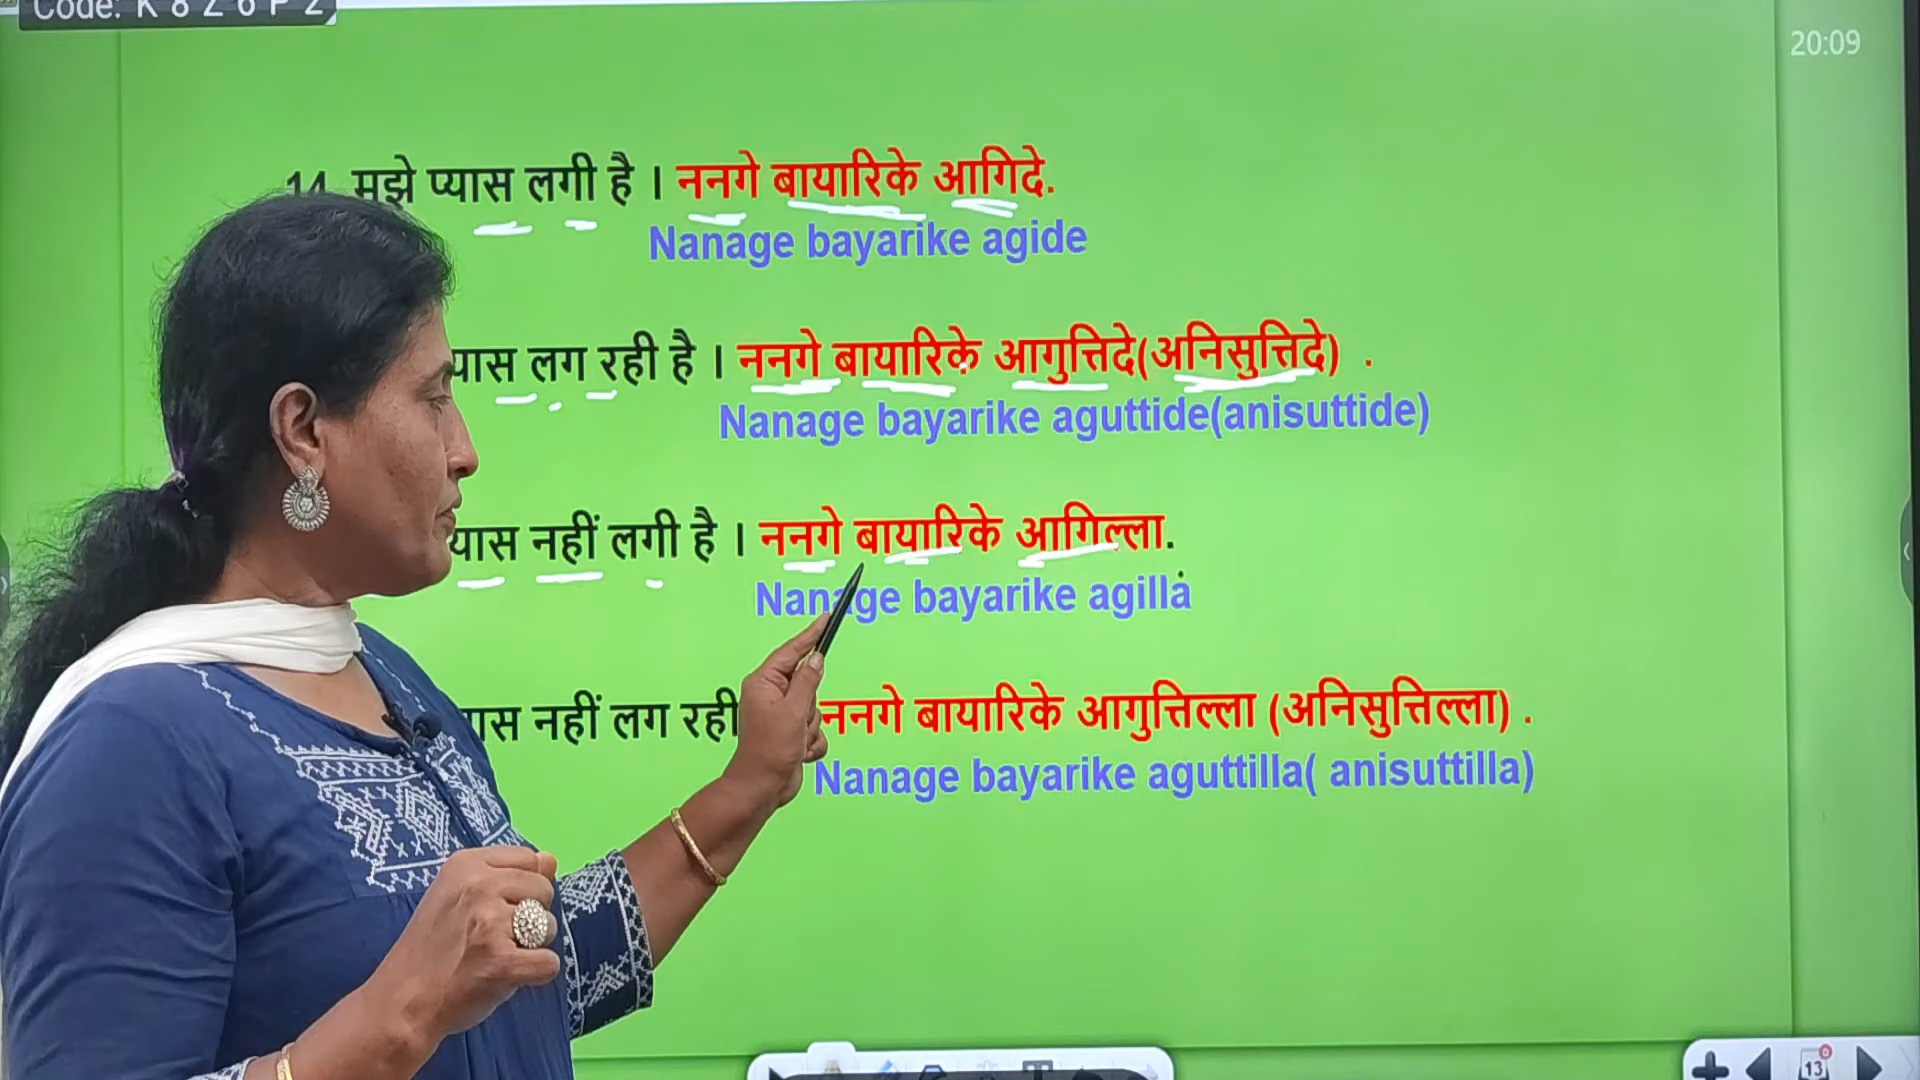 Code: K 8 Z 6 P Z
20:09
14. मुझे प्यास लगी है । ननगे बायारिके आगिदे.
Nanage bayarike agide
लग रही है । ननगे बायारिके आगुत्तिदे(अनिसुत्तिदे) .
Nanage bayarike aguttide(anisuttide)
नहीं लगी है । ननगे बायारिके आगिल्ला.
Nanage bayarike agilla
नहीं लग रही ननगे बायारिके आगुत्तिल्ला (अनिसुत्तिल्ला) .
Nanage bayarike aguttilla( anisuttilla)
13